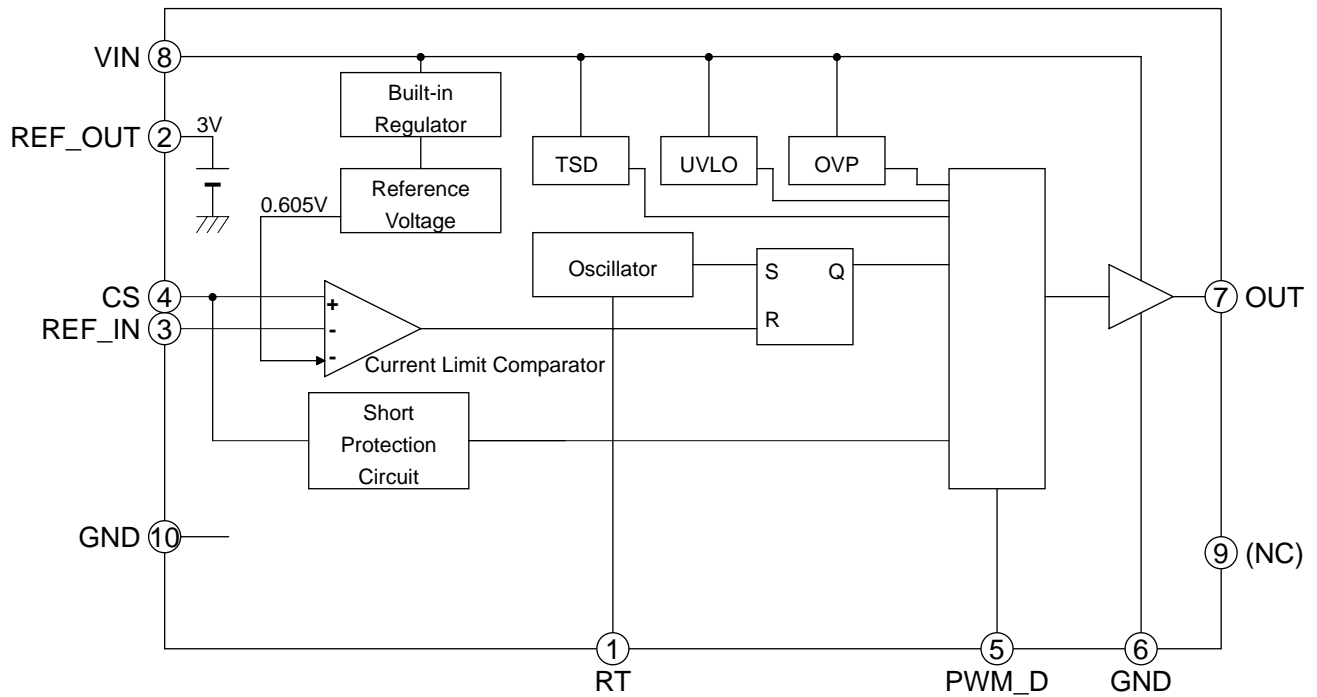 VIN 8
Built-in
Regulator
REF_OUT 2 3V
TSD
UVLO
OVP
Reference
Voltage
0.605V
Oscillator
S Q
R
CS 4
REF_IN 3
+
-
-
Current Limit Comparator
7 OUT
Short
Protection
Circuit
GND 10
9 (NC)
1
RT
5
PWM_D
6
GND